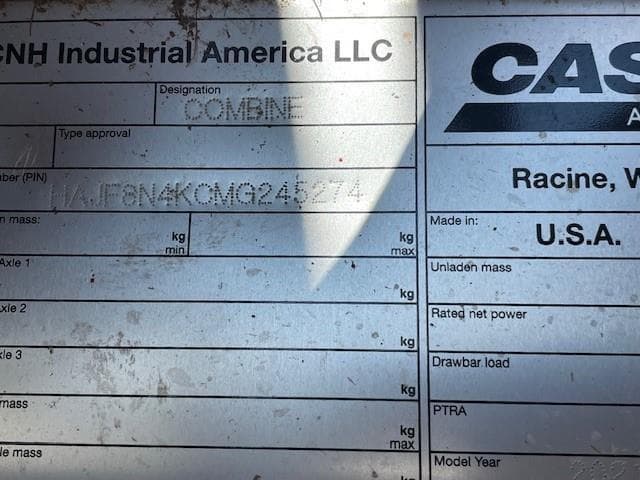 CNH Industrial America LLC
Designation
COMBINE
Type approval
ber (PIN)
HAJF8N4KCMG245274
n mass:
kg
min
kg
max
Axle 1
kg
xle 2
kg
xle 3
kg
mass
kg
max
le mass
CAS
A
Racine, W
Made in:
U.S.A.
Unladen mass
Rated net power
Drawbar load
PTRA
Model Year